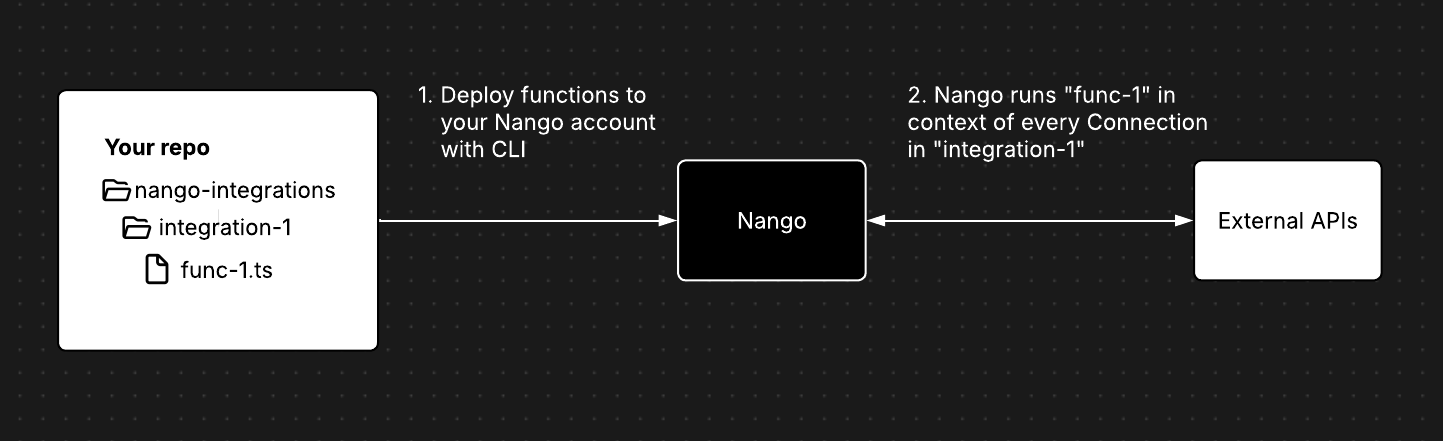 Your repo
nango-integrations
integration-1
func-1.ts
1. Deploy functions to
your Nango account
with CLI
Nango
2. Nango runs "func-1" in
context of every Connection
in "integration-1"
External APIs